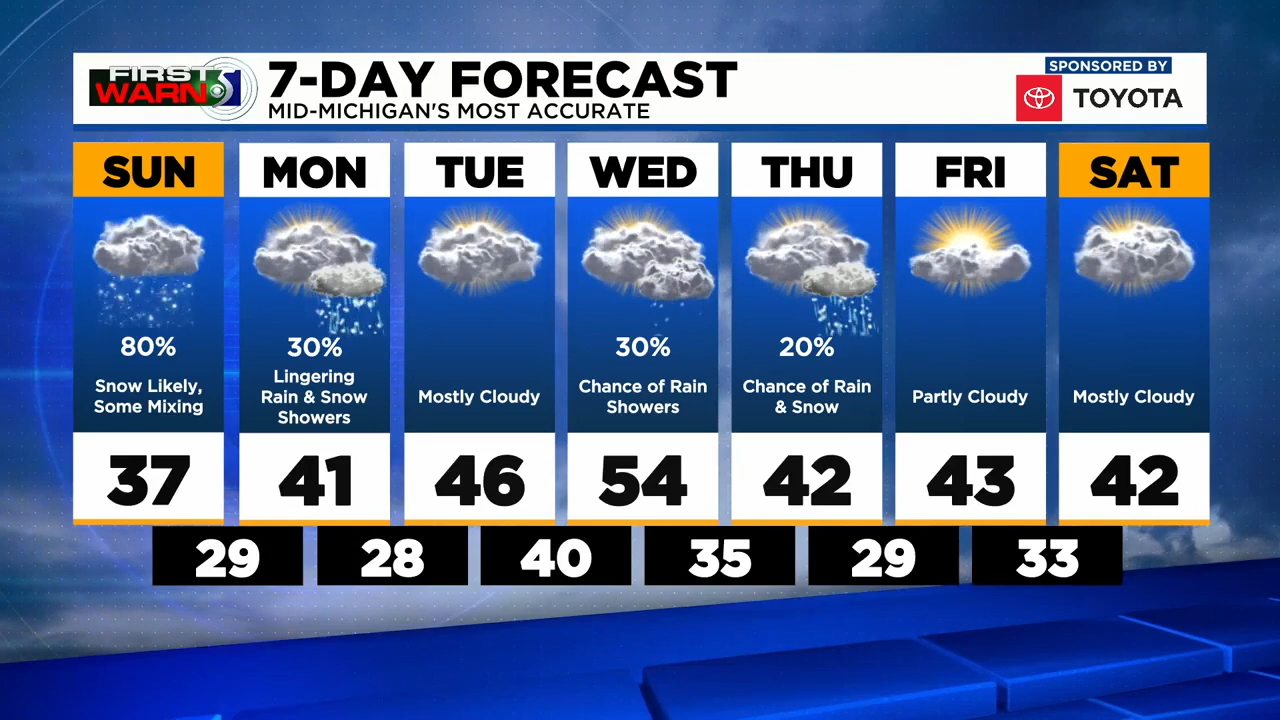 FIRST
WARN 5
7-DAY FORECAST
MID-MICHIGAN'S MOST ACCURATE
SPONSORED BY
TOYOTA
SUN
MON
TUE
WED
THU
FRI
SAT
80%
30%
30%
20%
Snow Likely,
Some Mixing
Lingering
Rain & Snow
Showers
Mostly Cloudy
Chance of Rain
Showers
Chance of Rain
& Snow
Partly Cloudy
Mostly Cloudy
37
41
46
54
42
43
42
29
28
40
35
29
33